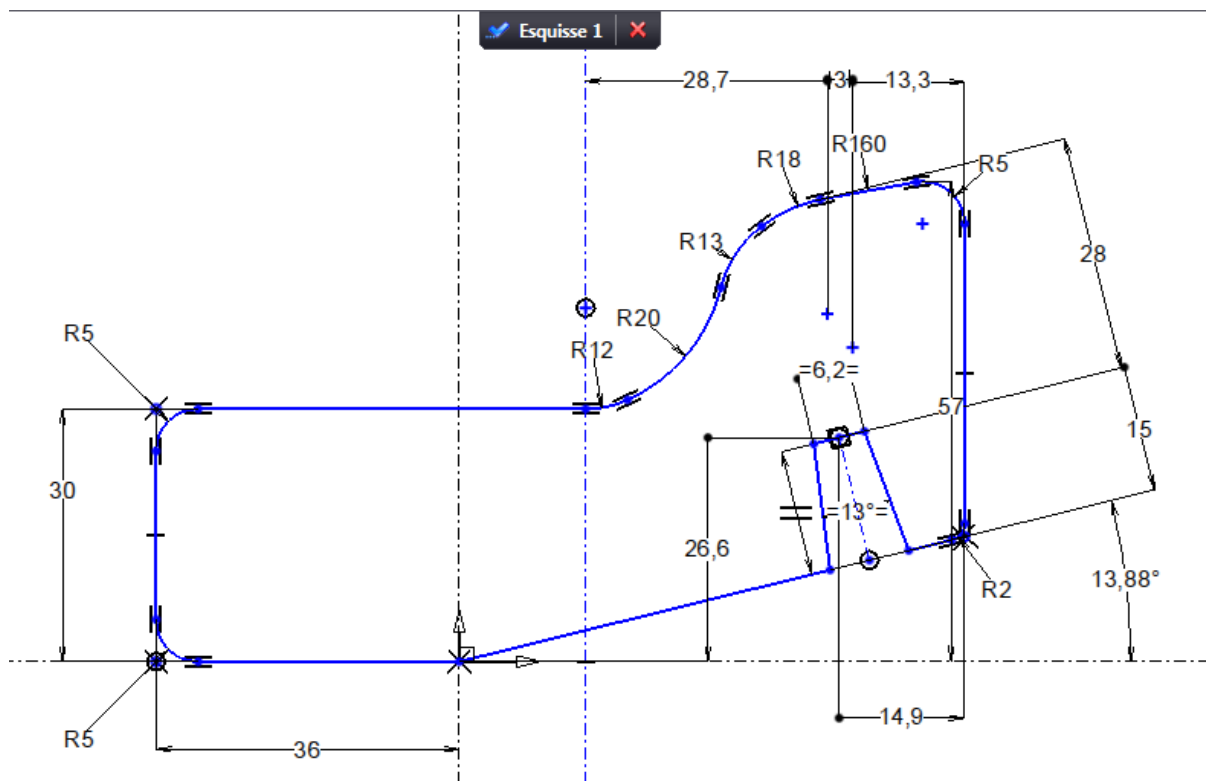 Esquisse 1
28,7
3
13,3
R18
R160
R5
R13
28
R5
R20
R12
=6,2=
57
15
30
=13°=
26,6
13,88°
R2
14,9
R5
36